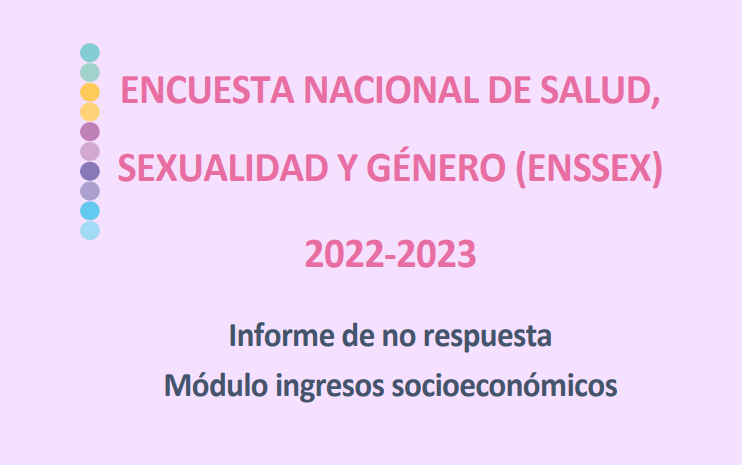 ENCUESTA NACIONAL DE SALUD,
SEXUALIDAD Y GÉNERO (ENSSEX)
2022-2023
Informe de no respuesta
Módulo ingresos socioeconómicos